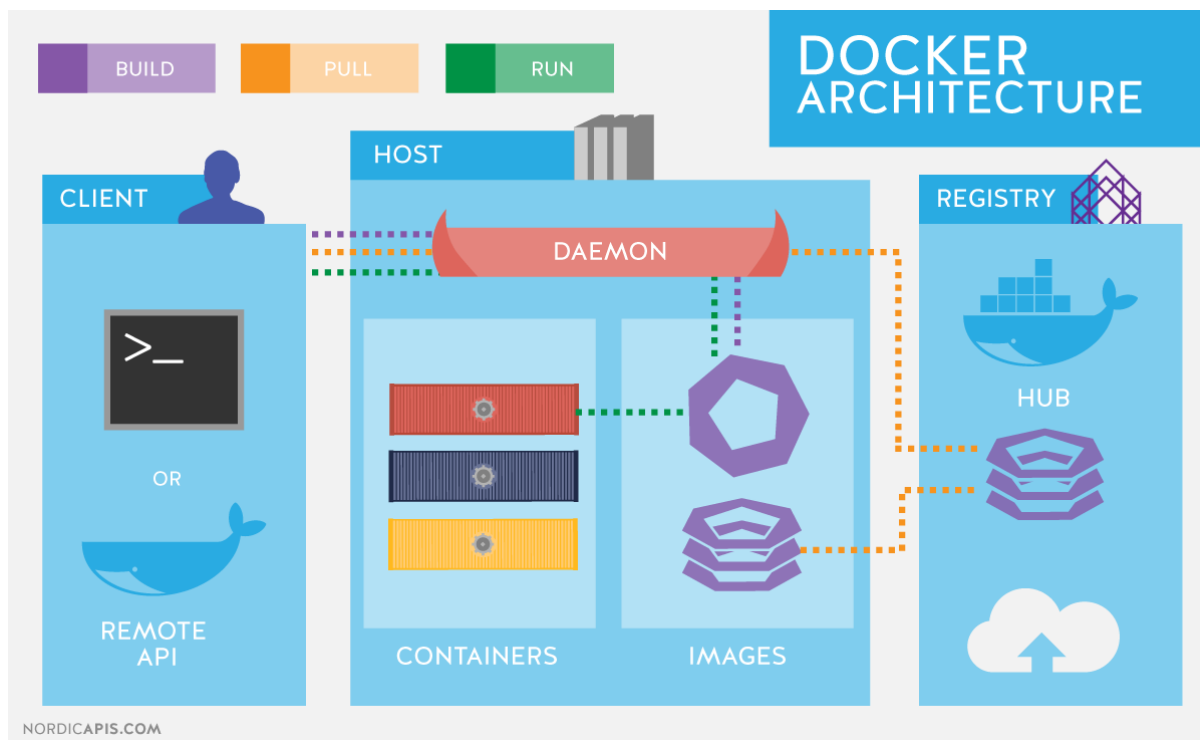 BUILD
PULL
RUN
DOCKER
ARCHITECTURE
HOST
CLIENT
REGISTRY
DAEMON
>_
HUB
OR
REMOTE
API
CONTAINERS
IMAGES
NORDICAPIS.COM